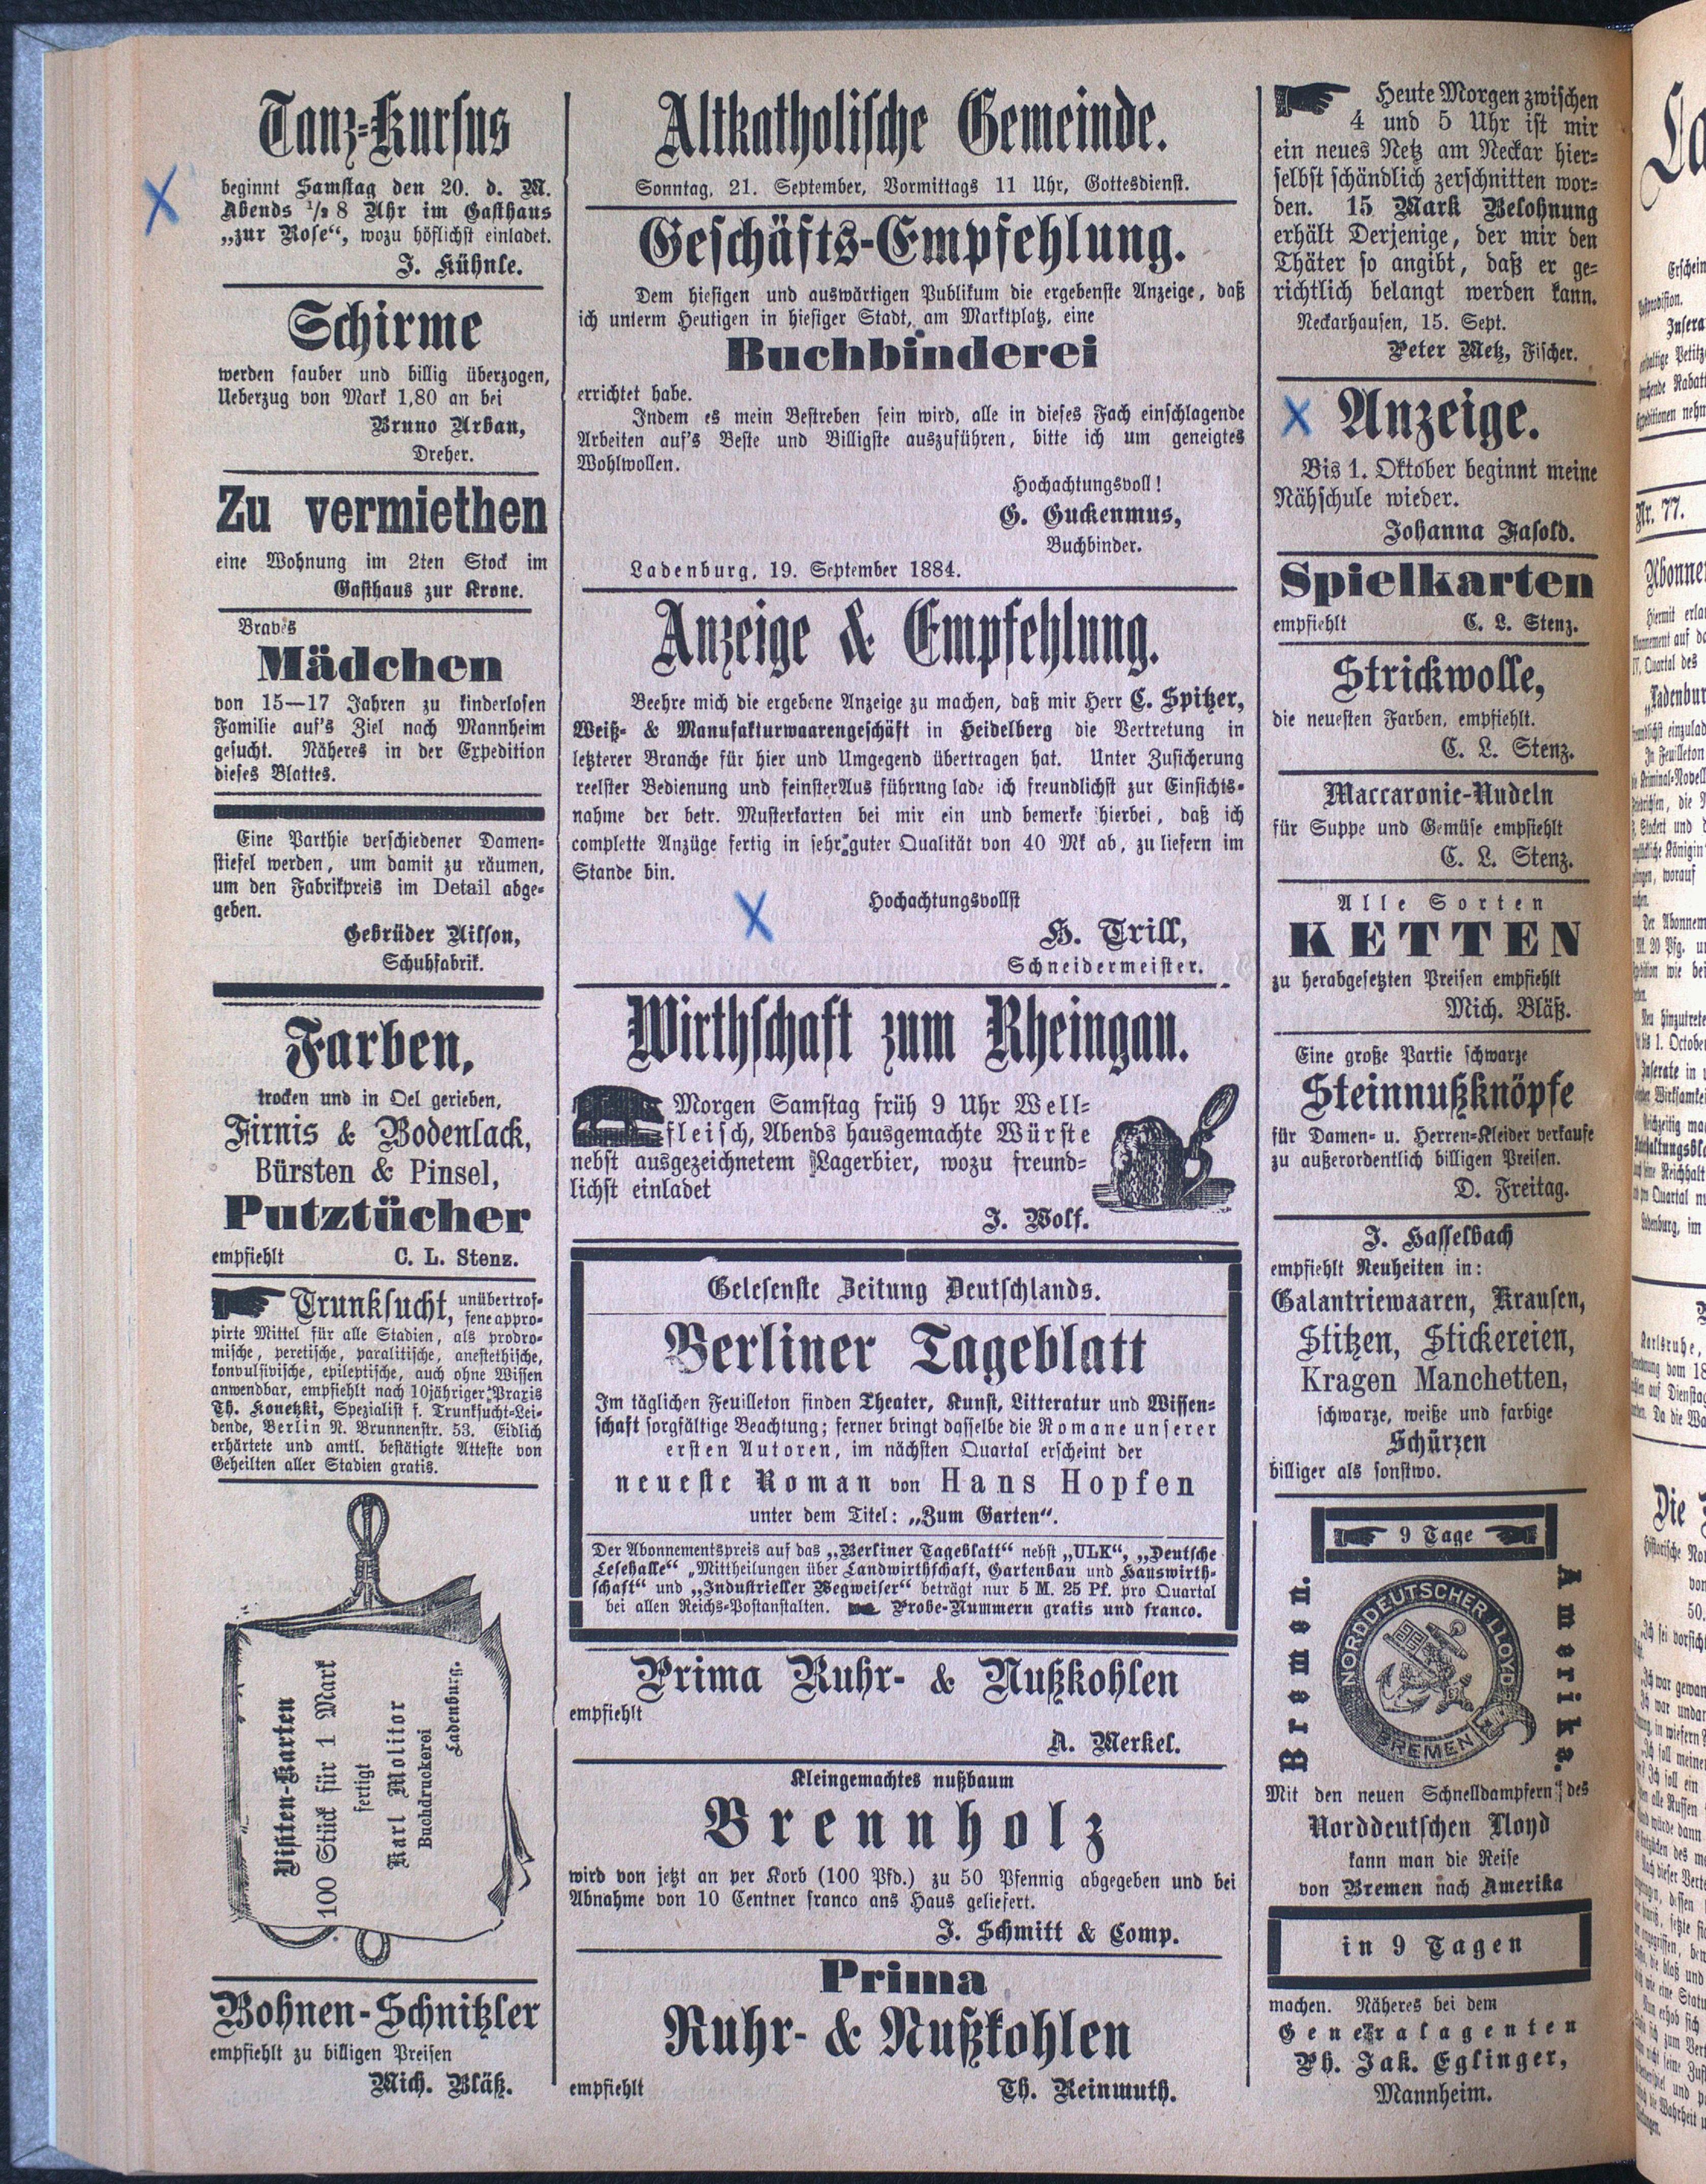 Tanz-Kursus
beginnt Samstag den 20. d. M.
Abends 1/2 8 Uhr im Gasthaus
„zur Rose“, wozu höflichst einladet.
J. Kühnle.
Schirme
werden sauber und billig überzogen,
Ueberzug von Mark 1,80 an bei
Bruno Urban,
Dreher.
Zu vermiethen
eine Wohnung im 2ten Stock im
Gasthaus zur Krone.
Braves
Mädchen
von 15—17 Jahren zu kinderlosen
Familie auf's Ziel nach Mannheim
gesucht. Näheres in der Expedition
dieses Blattes.
Eine Parthie verschiedener Damen-
stiefel werden, um damit zu räumen,
um den Fabrikpreis im Detail abge-
geben.
Gebrüder Nilson,
Schuhfabrik.
Farben,
trocken und in Oel gerieben,
Firnis & Bodenlack,
Bürsten & Pinsel,
Putztücher
empfiehlt C. L. Stenz.
Trunksucht, unübertrof-
fene appro-
pirte Mittel für alle Stadien, als prodro-
mische, peretische, paralitische, anestethische,
konvulsivische, epileptische, auch ohne Wissen
anwendbar, empfiehlt nach 10jähriger Praxis
Th. Konetzki, Spezialist f. Trunksucht-Lei-
dende, Berlin N. Brunnenstr. 53. Eidlich
erhärtete und amtl. bestätigte Atteste von
Geheilten aller Stadien gratis.
Visiten-Karten
100 Stück für 1 Mark
fertigt
Karl Molitor
Buchdruckerei
Ladenburg.
Bohnen-Schnitzler
empfiehlt zu billigen Preisen
Mich. Bläß.
Altkatholische Gemeinde.
Sonntag, 21. September, Vormittags 11 Uhr, Gottesdienst.
Geschäfts-Empfehlung.
Dem hiesigen und auswärtigen Publikum die ergebenste Anzeige, daß
ich unterm Heutigen in hiesiger Stadt, am Marktplatz, eine
Buchbinderei
errichtet habe.
Indem es mein Bestreben sein wird, alle in dieses Fach einschlagende
Arbeiten auf's Beste und Billigste auszuführen, bitte ich um geneigtes
Wohlwollen.
Hochachtungsvoll!
G. Guckenmus,
Buchbinder.
Ladenburg, 19. September 1884.
Anzeige & Empfehlung.
Beehre mich die ergebene Anzeige zu machen, daß mir Herr C. Spitzer,
Weiß- & Manufakturwaarengeschäft in Heidelberg die Vertretung in
letzterer Branche für hier und Umgegend übertragen hat. Unter Zusicherung
reelster Bedienung und feinster Aus führung lade ich freundlichst zur Einsichts-
nahme der betr. Musterkarten bei mir ein und bemerke hierbei, daß ich
complette Anzüge fertig in sehr guter Qualität von 40 Mk ab, zu liefern im
Stande bin.
Hochachtungsvollst
H. Trill,
Schneidermeister.
Wirthschaft zum Rheingau.
Morgen Samstag früh 9 Uhr Well-
fleisch, Abends hausgemachte Würste
nebst ausgezeichnetem Lagerbier, wozu freund-
lichst einladet
J. Wolf.
Gelesenste Zeitung Deutschlands.
Berliner Tageblatt
Im täglichen Feuilleton finden Theater, Kunst, Litteratur und Wissen-
schaft sorgfältige Beachtung; ferner bringt dasselbe die Romane unserer
ersten Autoren, im nächsten Quartal erscheint der
neueste Roman von Hans Hopfen
unter dem Titel: „Zum Garten“.
Der Abonnementspreis auf das „Berliner Tageblatt“ nebst „ULK“, „Deutsche
Lesehalle“ „Mittheilungen über Landwirthschaft, Gartenbau und Hauswirth-
schaft“ und „Industrieller Wegweiser“ beträgt nur 5 M. 25 Pf. pro Quartal
bei allen Reichs-Postanstalten. Probe-Nummern gratis und franco.
Prima Ruhr- & Nußkohlen
empfiehlt
A. Merkel.
Kleingemachtes nußbaum
Brennholz
wird von jetzt an per Korb (100 Pfd.) zu 50 Pfennig abgegeben und bei
Abnahme von 10 Centner franco ans Haus geliefert.
J. Schmitt & Comp.
Prima
Ruhr- & Nußkohlen
empfiehlt Th. Reinmuth.
Heute Morgen zwischen
4 und 5 Uhr ist mir
ein neues Netz am Neckar hier-
selbst schändlich zerschnitten wor-
den. 15 Mark Belohnung
erhält Derjenige, der mir den
Thäter so angibt, daß er ge-
richtlich belangt werden kann.
Neckarhausen, 15. Sept.
Peter Metz, Fischer.
Anzeige.
Bis 1. Oktober beginnt meine
Nähschule wieder.
Johanna Fasold.
Spielkarten
empfiehlt C. L. Stenz.
Strickwolle,
die neuesten Farben, empfiehlt.
C. L. Stenz.
Maccaronie-Nudeln
für Suppe und Gemüse empfiehlt
C. L. Stenz.
Alle Sorten
KETTEN
zu herabgesetzten Preisen empfiehlt
Mich. Bläß.
Eine große Partie schwarze
Steinnußknöpfe
für Damen- u. Herren-Kleider verkaufe
zu außerordentlich billigen Preisen.
D. Freitag.
J. Hasselbach
empfiehlt Neuheiten in:
Galantriewaaren, Krausen,
Stitzen, Stickereien,
Kragen Manchetten,
schwarze, weiße und farbige
Schürzen
billiger als sonstwo.
9 Tage
Bremen.
NORDDEUTSCHER LLOYD
BREMEN
Amerika.
Mit den neuen Schnelldampfern des
Norddeutschen Lloyd
kann man die Reise
von Bremen nach Amerika
in 9 Tagen
machen. Näheres bei dem
Generalagenten
Ph. Jak. Eglinger,
Mannheim.
Nr. 77.